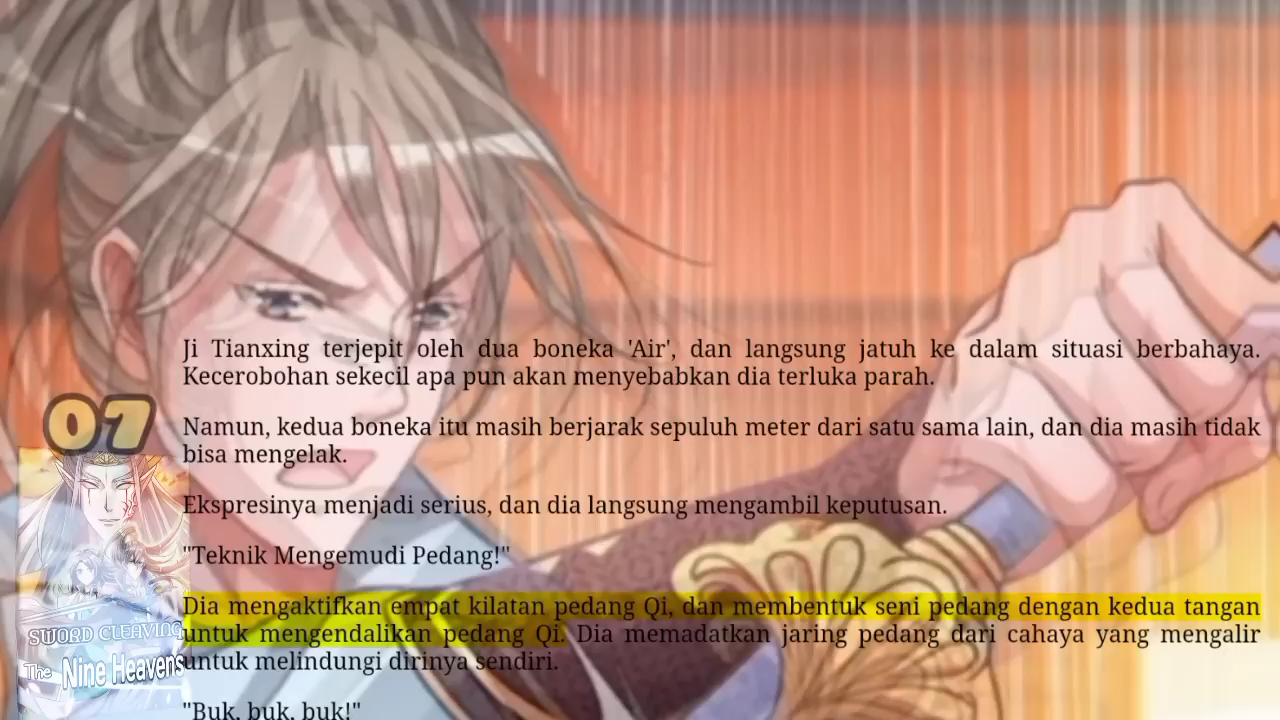 Ji Tianxing terjepit oleh dua boneka 'Air', dan langsung jatuh ke dalam situasi berbahaya.
Kecerobohan sekecil apa pun akan menyebabkan dia terluka parah.
Namun, kedua boneka itu masih berjarak sepuluh meter dari satu sama lain, dan dia masih tidak
bisa mengelak.
Ekspresinya menjadi serius, dan dia langsung mengambil keputusan.
"Teknik Mengemudi Pedang!"
Dia mengaktifkan empat kilatan pedang Qi, dan membentuk seni pedang dengan kedua tangan
untuk mengendalikan pedang Qi. Dia memadatkan jaring pedang dari cahaya yang mengalir
untuk melindungi dirinya sendiri.
"Buk, buk, buk!"
07
SWORD CLEAVING
The Nine Heavens